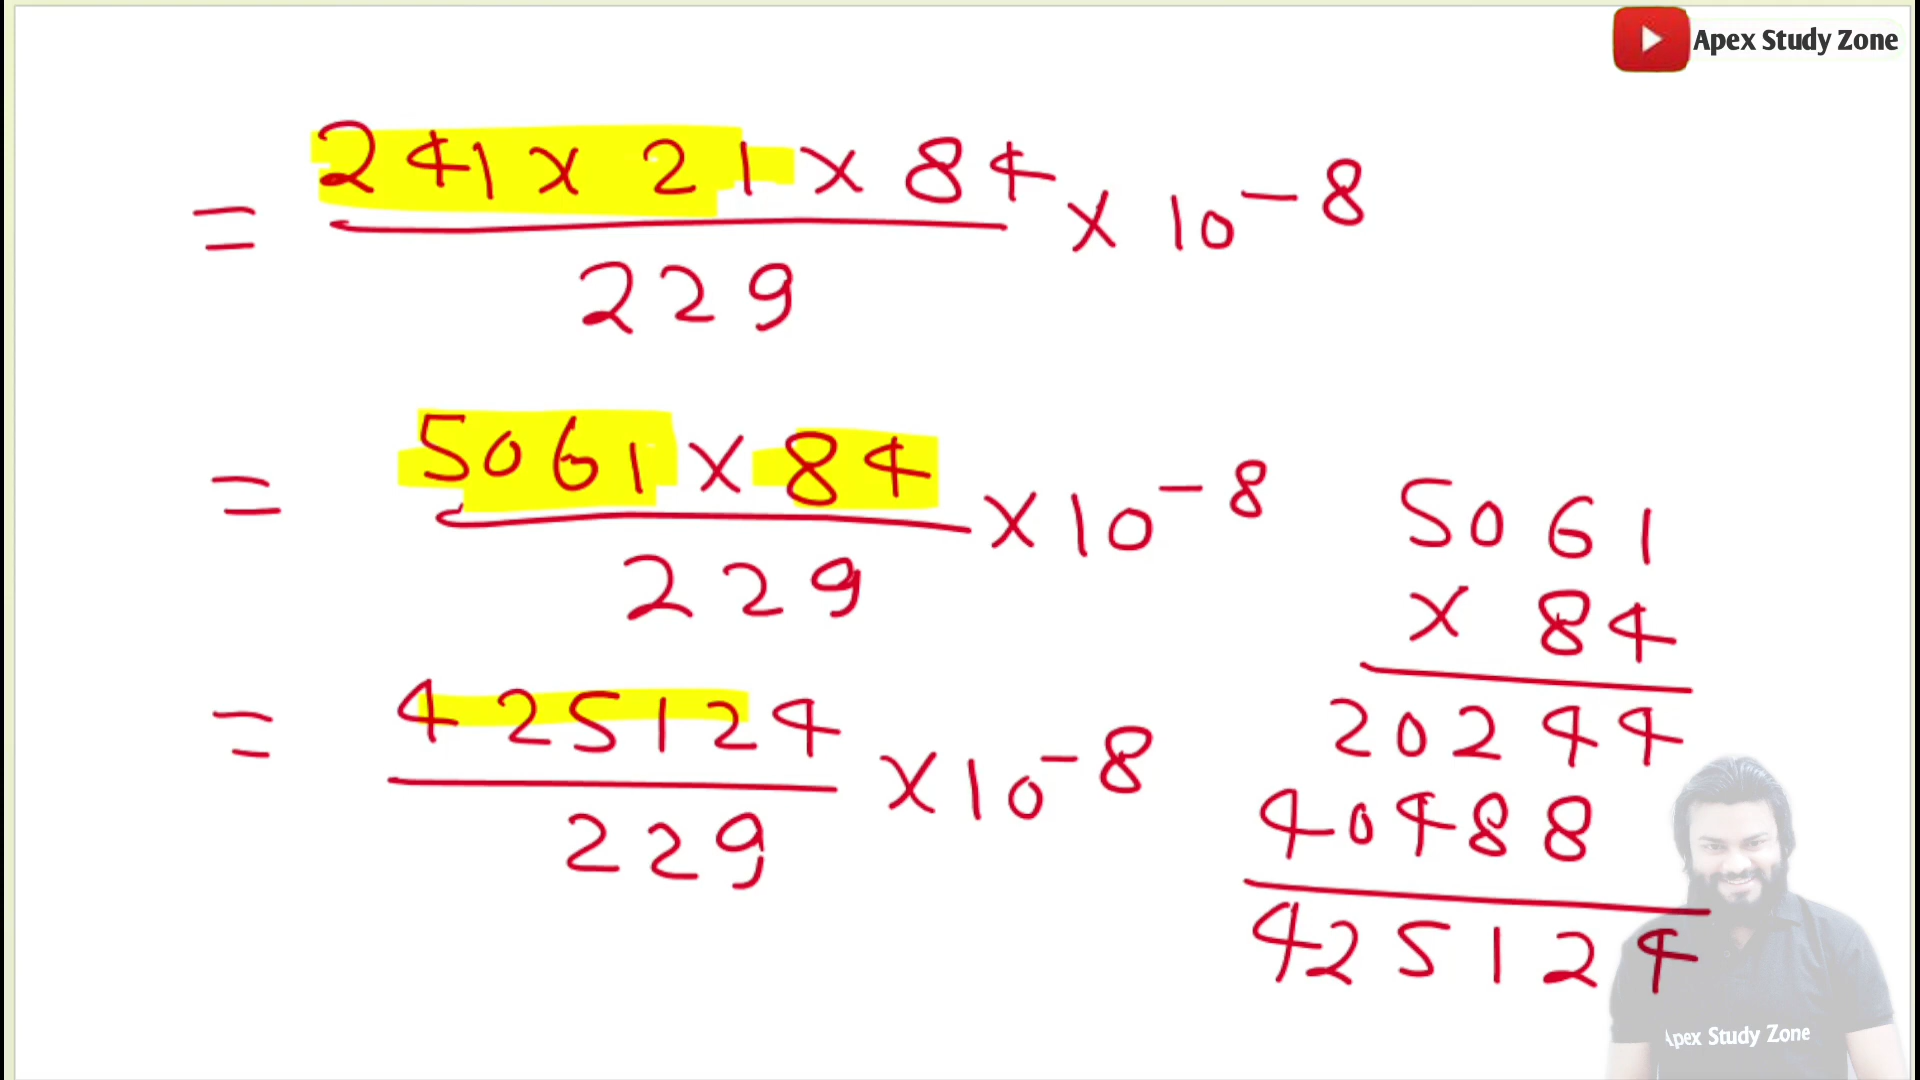 Apex Study Zone
= 241 x 21 x 84 / 229 x 10^-8
= 5061 x 84 / 229 x 10^-8
= 425124 / 229 x 10^-8
5061
x 84
20244
40488
425124
Apex Study Zone